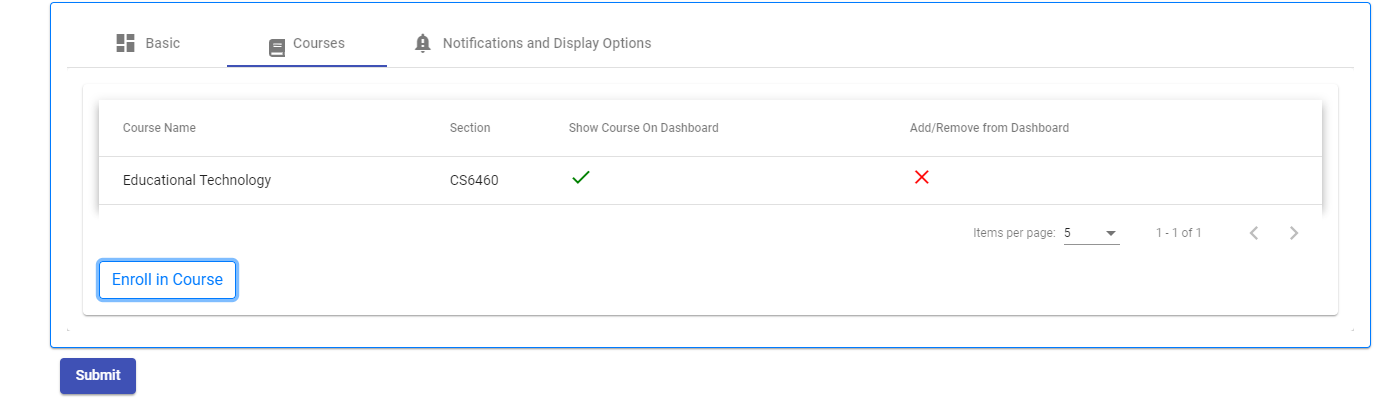 Basic Courses Notifications and Display Options
Course Name Section Show Course On Dashboard Add/Remove from Dashboard
Educational Technology CS6460
Items per page: 5 1 - 1 of 1
Enroll in Course
Submit